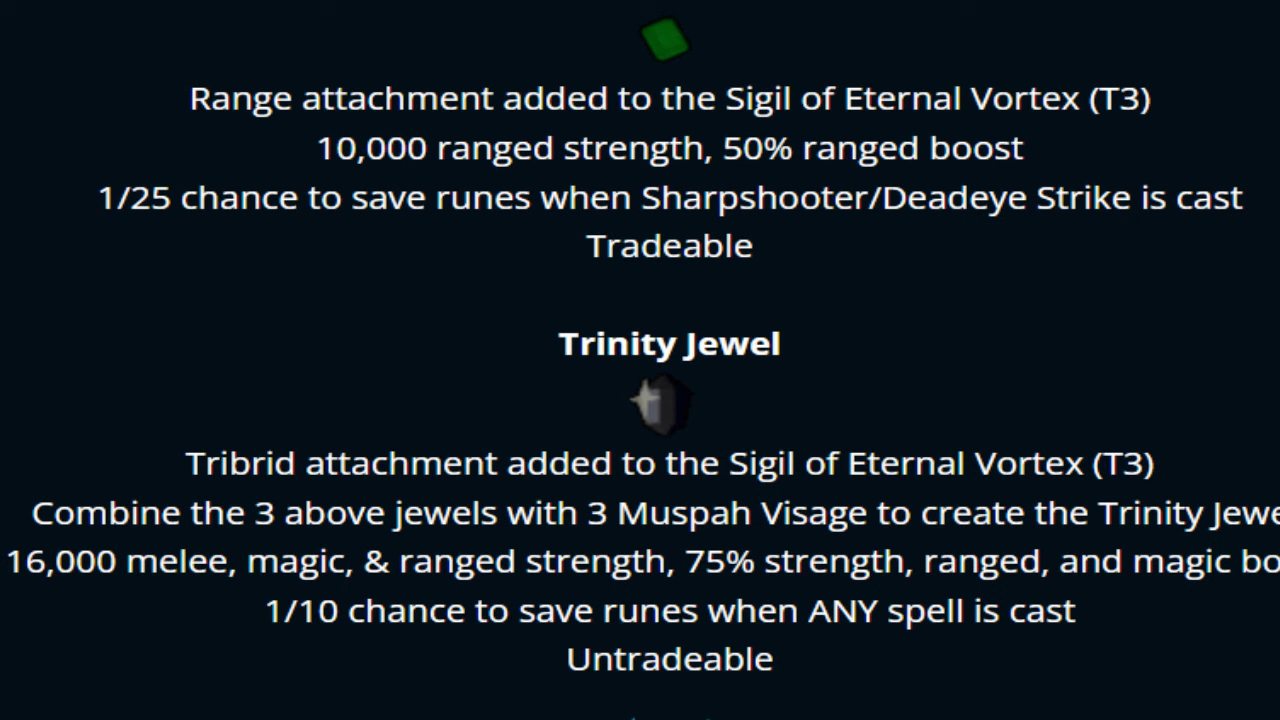 Range attachment added to the Sigil of Eternal Vortex (T3)
10,000 ranged strength, 50% ranged boost
1/25 chance to save runes when Sharpshooter/Deadeye Strike is cast
Tradeable
Trinity Jewel
Tribrid attachment added to the Sigil of Eternal Vortex (T3)
Combine the 3 above jewels with 3 Muspah Visage to create the Trinity Jewe
16,000 melee, magic, & ranged strength, 75% strength, ranged, and magic bo
1/10 chance to save runes when ANY spell is cast
Untradeable